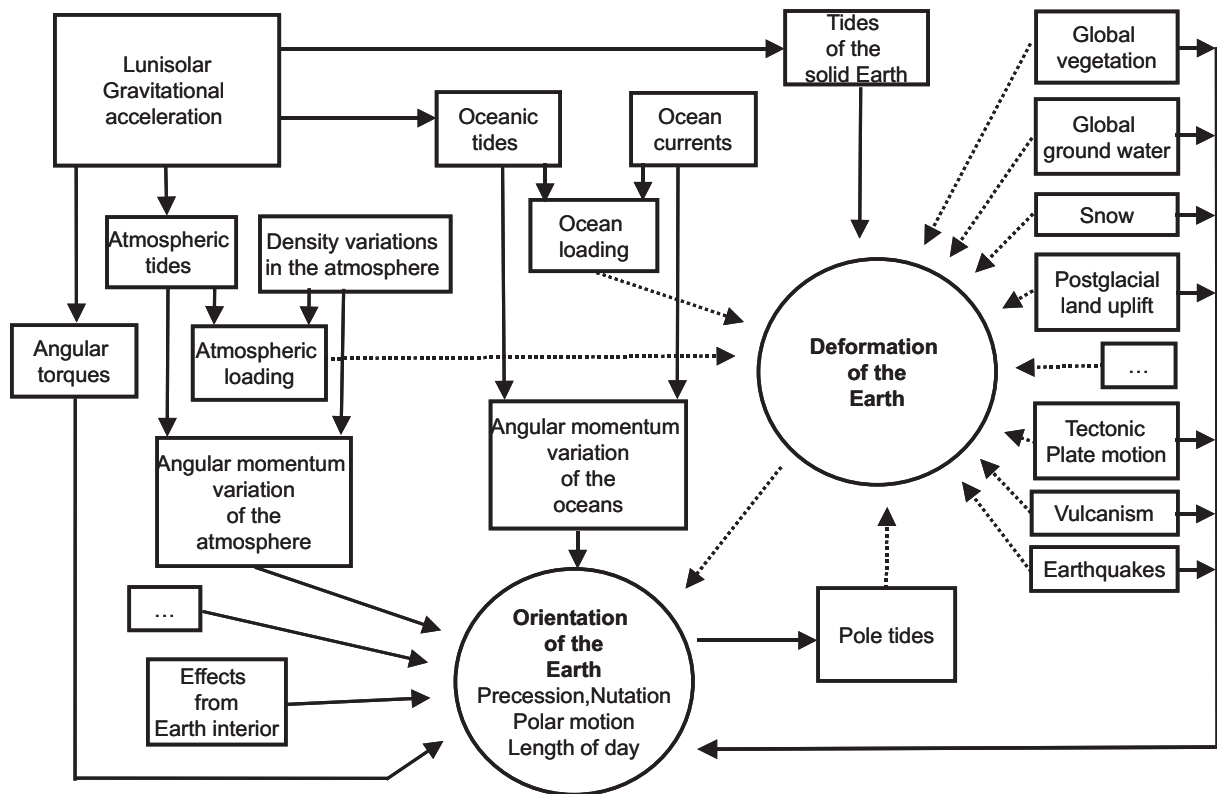 Lunisolar
Gravitational
acceleration
Tides
of the
solid Earth
Global
vegetation
Oceanic
tides
Ocean
currents
Global
ground water
Atmospheric
tides
Density variations
in the atmosphere
Ocean
loading
Snow
Postglacial
land uplift
Angular
torques
Atmospheric
loading
Deformation
of the
Earth
...
Angular momentum
variation
of the
atmosphere
Angular momentum
variation
of the
oceans
Tectonic
Plate motion
Vulcanism
Earthquakes
...
Orientation
of the
Earth
Precession,Nutation
Polar motion
Length of day
Pole tides
Effects
from
Earth interior